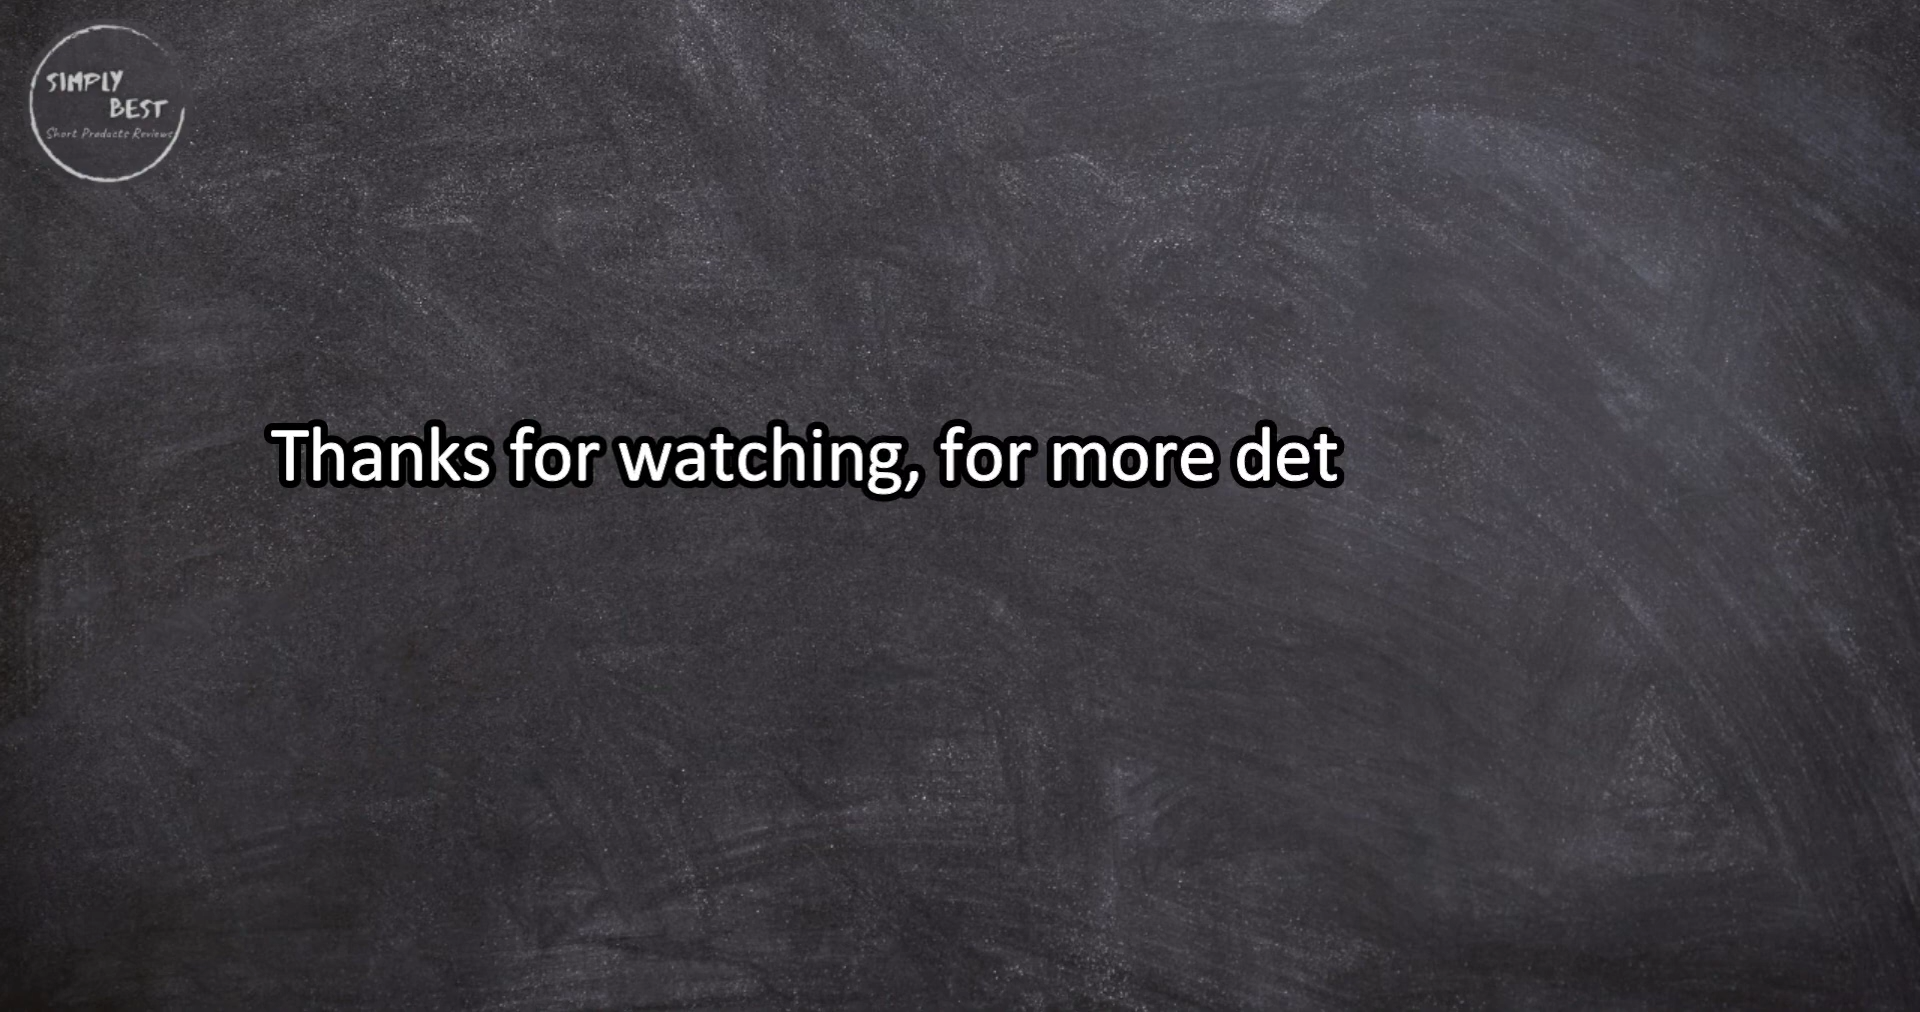 SIMPLY
BEST
Short Products Reviews
Thanks for watching, for more det